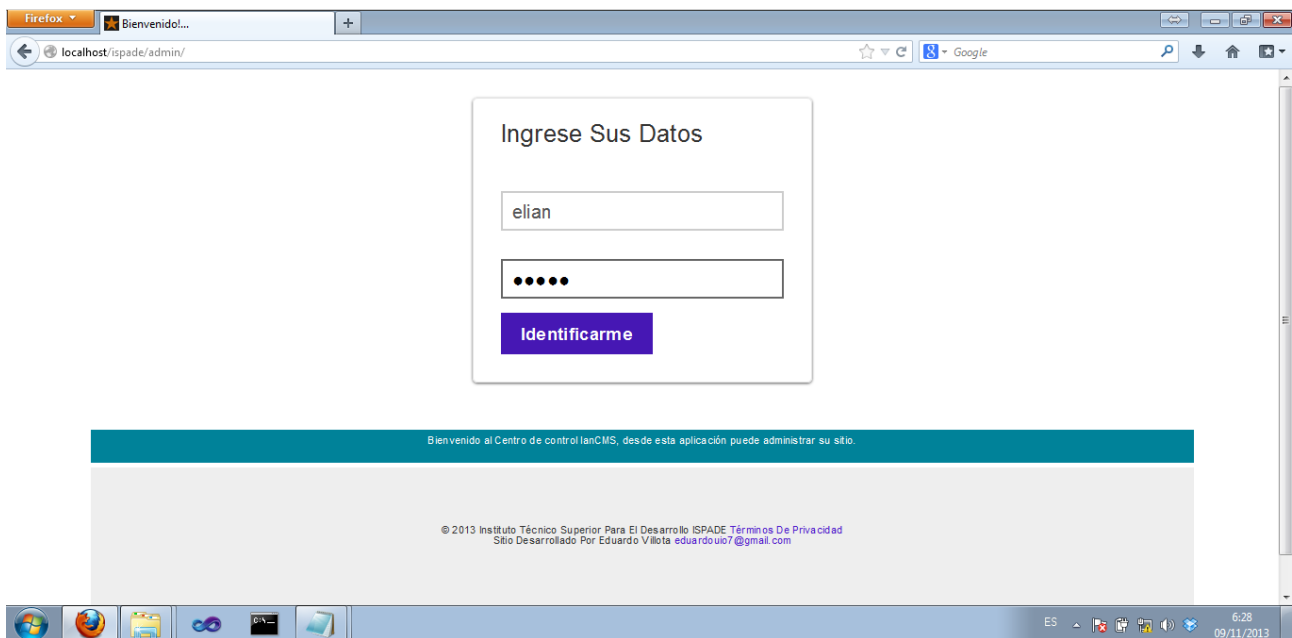 Firefox
Bienvenido!...
localhost/ispade/admin/
Google
Ingrese Sus Datos
elian
•••••
Identificarme
Bienvenido al Centro de control IanCMS, desde esta aplicación puede administrar su sitio.
© 2013 Instituto Técnico Superior Para El Desarrollo ISPADE Términos De Privacidad
Sitio Desarrollado Por Eduardo Villota eduardouio7@gmail.com
ES
6:28
09/11/2013